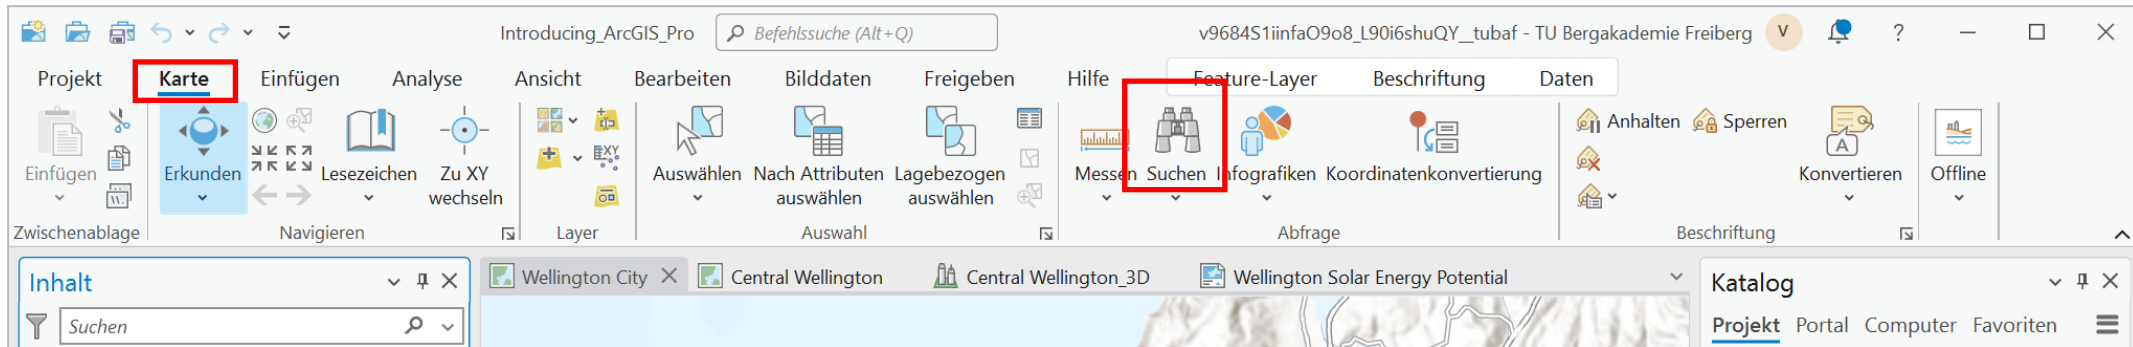 Introducing_ArcGIS_Pro Befehlssuche (Alt+Q) v9684S1iinfaO9o8_L90i6shuQY__tubaf - TU Bergakademie Freiberg V ?
Projekt Karte Einfügen Analyse Ansicht Bearbeiten Bilddaten Freigeben Hilfe Feature-Layer Beschriftung Daten
Einfügen
Erkunden
Lesezeichen
Zu XY
wechseln
XY
Auswählen
Nach Attributen
auswählen
Lagebezogen
auswählen
Messen
Suchen
Infografiken
Koordinatenkonvertierung
Anhalten
Sperren
A
Konvertieren
Offline
Zwischenablage Navigieren Layer Auswahl Abfrage Beschriftung
Inhalt
Suchen
Wellington City Central Wellington Central Wellington_3D Wellington Solar Energy Potential
Katalog
Projekt Portal Computer Favoriten